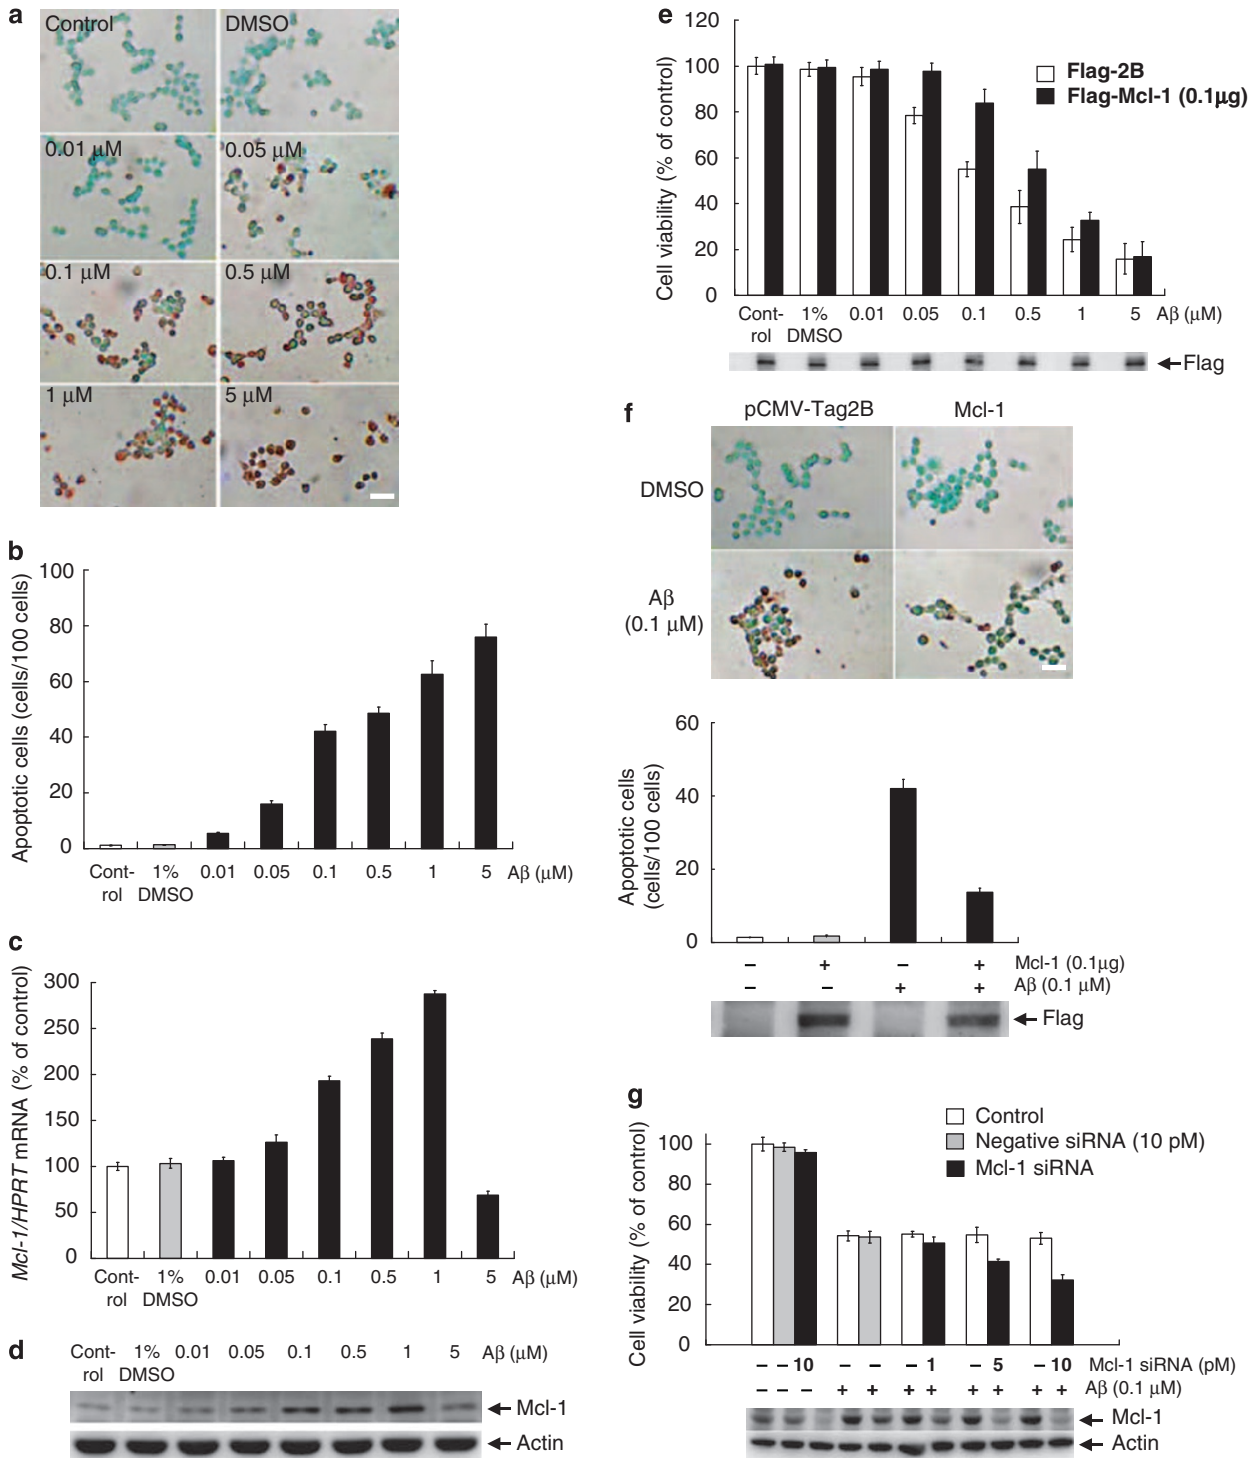 a
Control
DMSO
0.01 μM
0.05 μM
0.1 μM
0.5 μM
1 μM
5 μM
b
Apoptotic cells (cells/100 cells)
100
80
60
40
20
0
Cont-
rol
1%
DMSO
0.01
0.05
0.1
0.5
1
5
Aβ (μM)
c
Mcl-1/HPRT mRNA (% of control)
300
250
200
150
100
50
0
Cont-
rol
1%
DMSO
0.01
0.05
0.1
0.5
1
5
Aβ (μM)
d
Cont-
rol
1%
DMSO
0.01
0.05
0.1
0.5
1
5
Aβ (μM)
Mcl-1
Actin
e
Cell viability (% of control)
120
100
80
60
40
20
0
Flag-2B
Flag-Mcl-1 (0.1μg)
Cont-
rol
1%
DMSO
0.01
0.05
0.1
0.5
1
5
Aβ (μM)
Flag
f
pCMV-Tag2B
Mcl-1
DMSO
Aβ
(0.1 μM)
Apoptotic cells
(cells/100 cells)
60
40
20
0
– + – + Mcl-1 (0.1μg)
– – + + Aβ (0.1 μM)
Flag
g
Cell viability (% of control)
100
80
60
40
20
0
Control
Negative siRNA (10 pM)
Mcl-1 siRNA
– – 10 – – – 1 – 5 – 10 Mcl-1 siRNA (pM)
– – – + + + + + + + + Aβ (0.1 μM)
Mcl-1
Actin